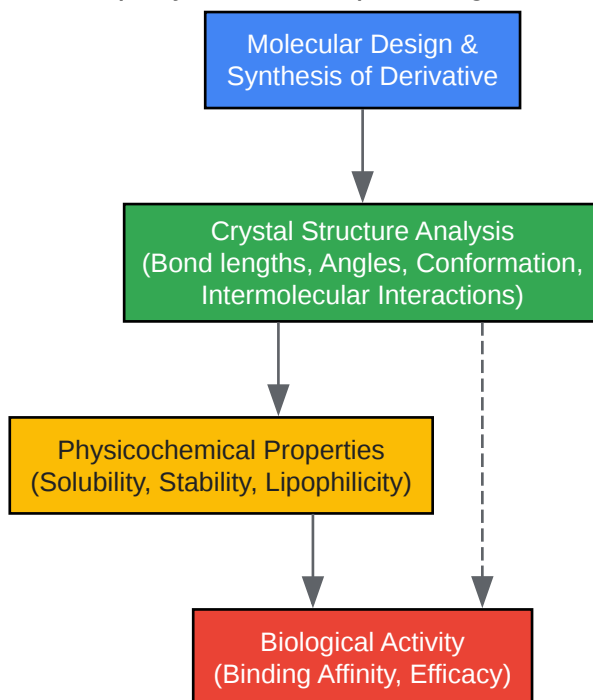 Molecular Design &
Synthesis of Derivative
Crystal Structure Analysis
(Bond lengths, Angles, Conformation,
Intermolecular Interactions)
Physicochemical Properties
(Solubility, Stability, Lipophilicity)
Biological Activity
(Binding Affinity, Efficacy)